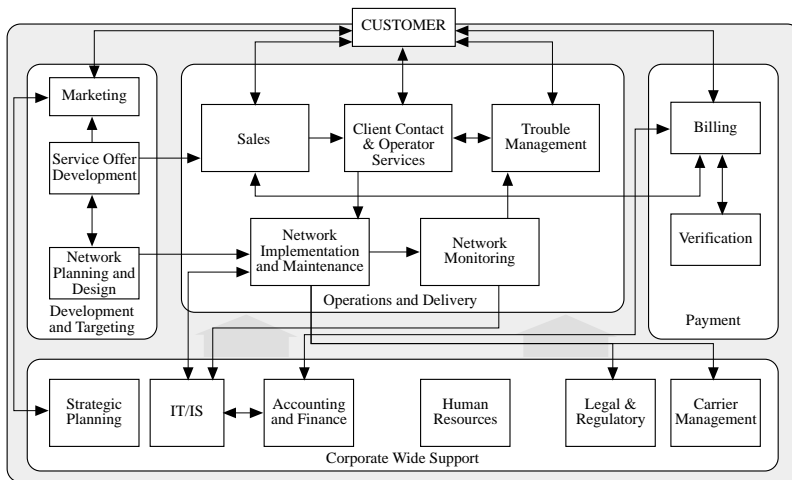 CUSTOMER
Marketing
Service Offer
Development
Network
Planning and
Design
Development
and Targeting
Sales
Client Contact
& Operator
Services
Trouble
Management
Network
Implementation
and Maintenance
Network
Monitoring
Operations and Delivery
Billing
Verification
Payment
Strategic
Planning
IT/IS
Accounting
and Finance
Human
Resources
Legal &
Regulatory
Carrier
Management
Corporate Wide Support